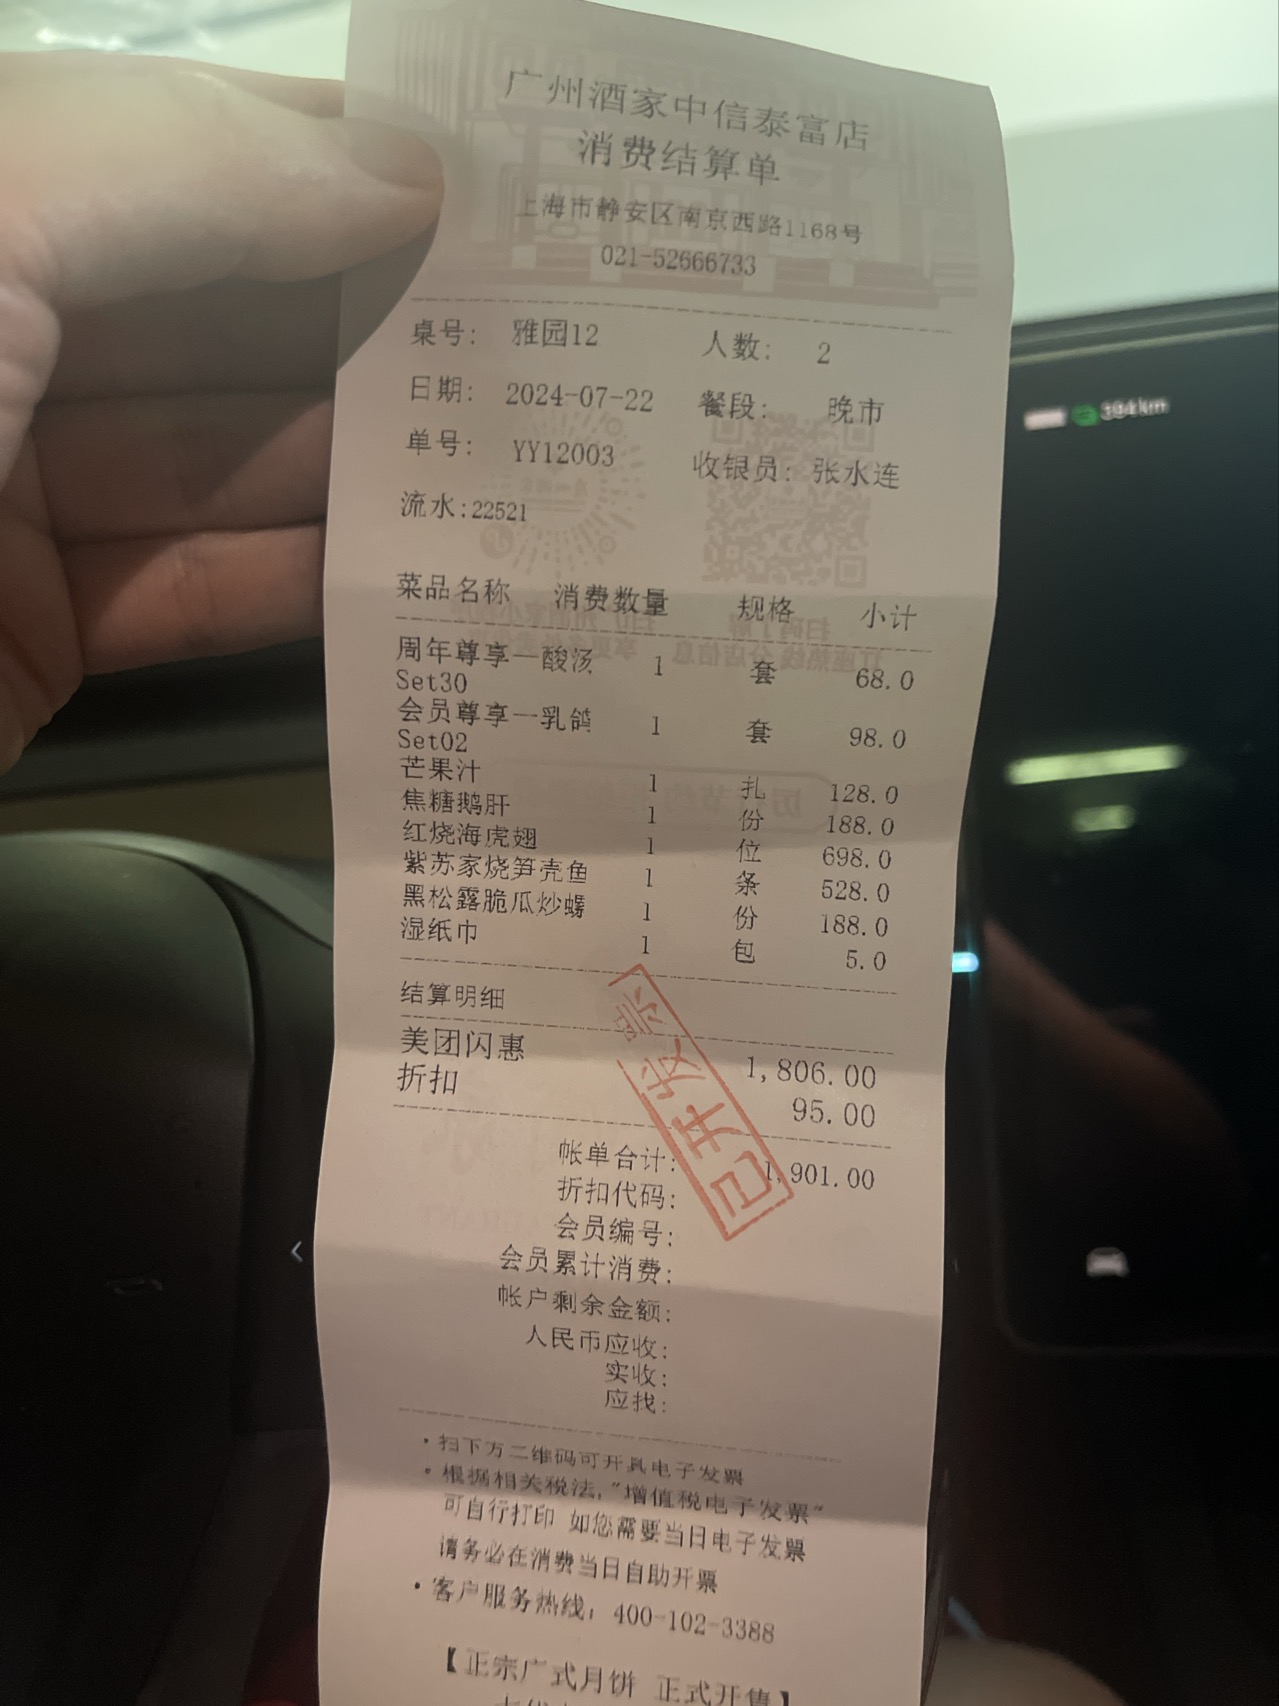 广州酒家中信泰富店
消费结算单
上海市静安区南京西路1168号
021-52666733
桌号: 雅园12 人数: 2
日期: 2024-07-22 餐段: 晚市
单号: YY12003 收银员: 张水连
流水:22521
菜品名称 消费数量 规格 小计
周年尊享一酸汤 1 套 68.0
Set30
会员尊享一乳鸽 1 套 98.0
Set02
芒果汁 1 扎 128.0
焦糖鹅肝 1 份 188.0
红烧海虎翅 1 位 698.0
紫苏家烧笋壳鱼 1 条 528.0
黑松露脆瓜炒螺 1 份 188.0
湿纸巾 1 包 5.0
结算明细
美团闪惠 1,806.00
折扣 95.00
已开发票
帐单合计: 1,901.00
折扣代码:
会员编号:
会员累计消费:
帐户剩余金额:
人民币应收:
实收:
应找:
·扫下方二维码可开具电子发票
·根据相关税法,"增值税电子发票"
可自行打印 如您需要当日电子发票
请务必在消费当日自助开票
·客户服务热线: 400-102-3388
【正宗广式月饼 正式开售】
394km